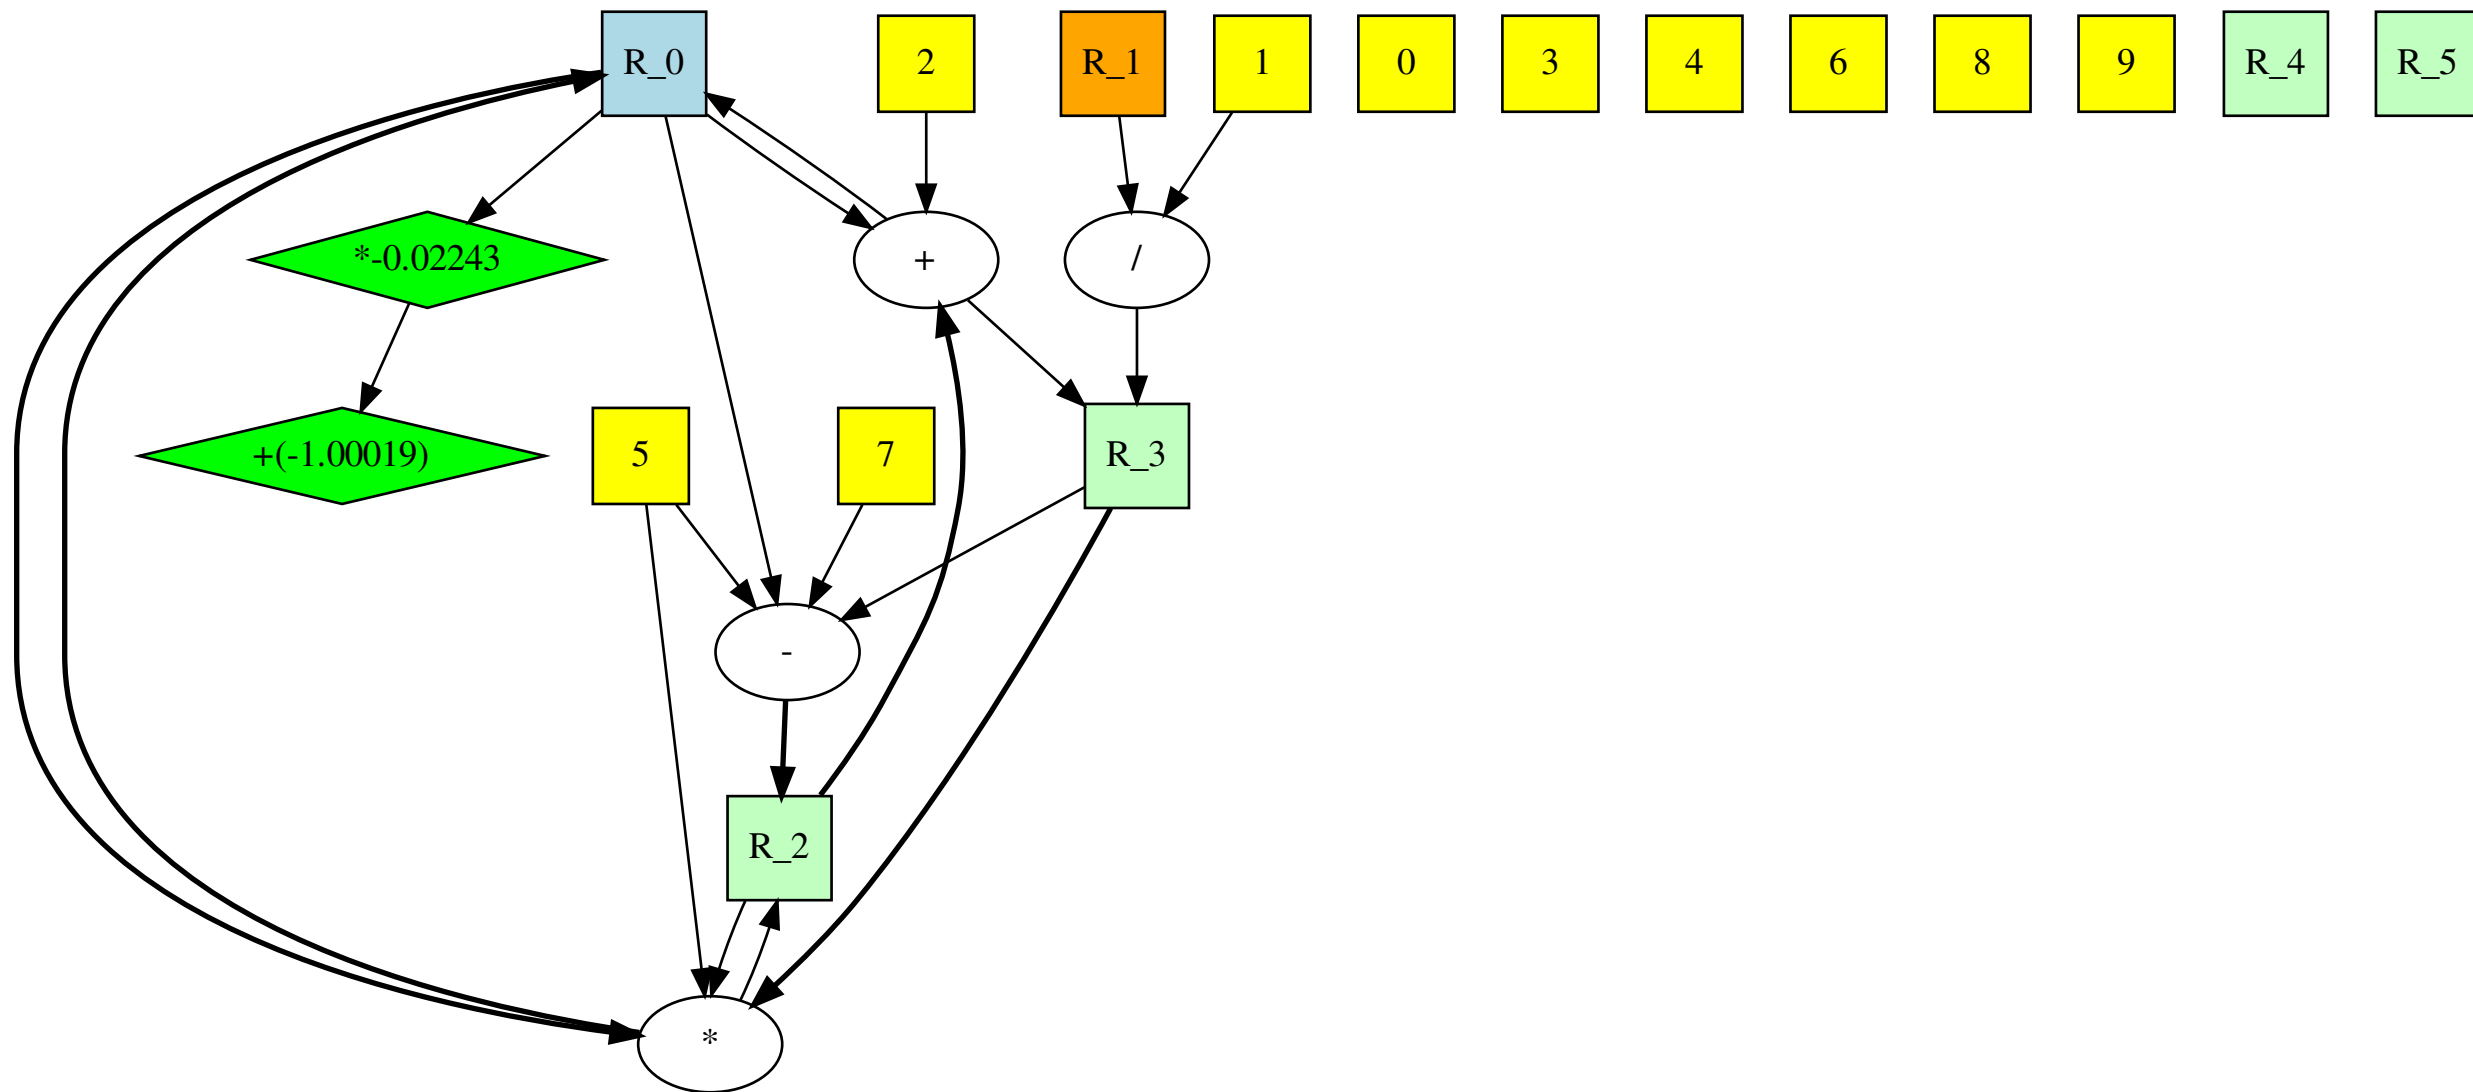 R_0
2
R_1
1
0
3
4
6
8
9
R_4
R_5
*-0.02243
+
/
+(-1.00019)
5
7
R_3
-
R_2
*